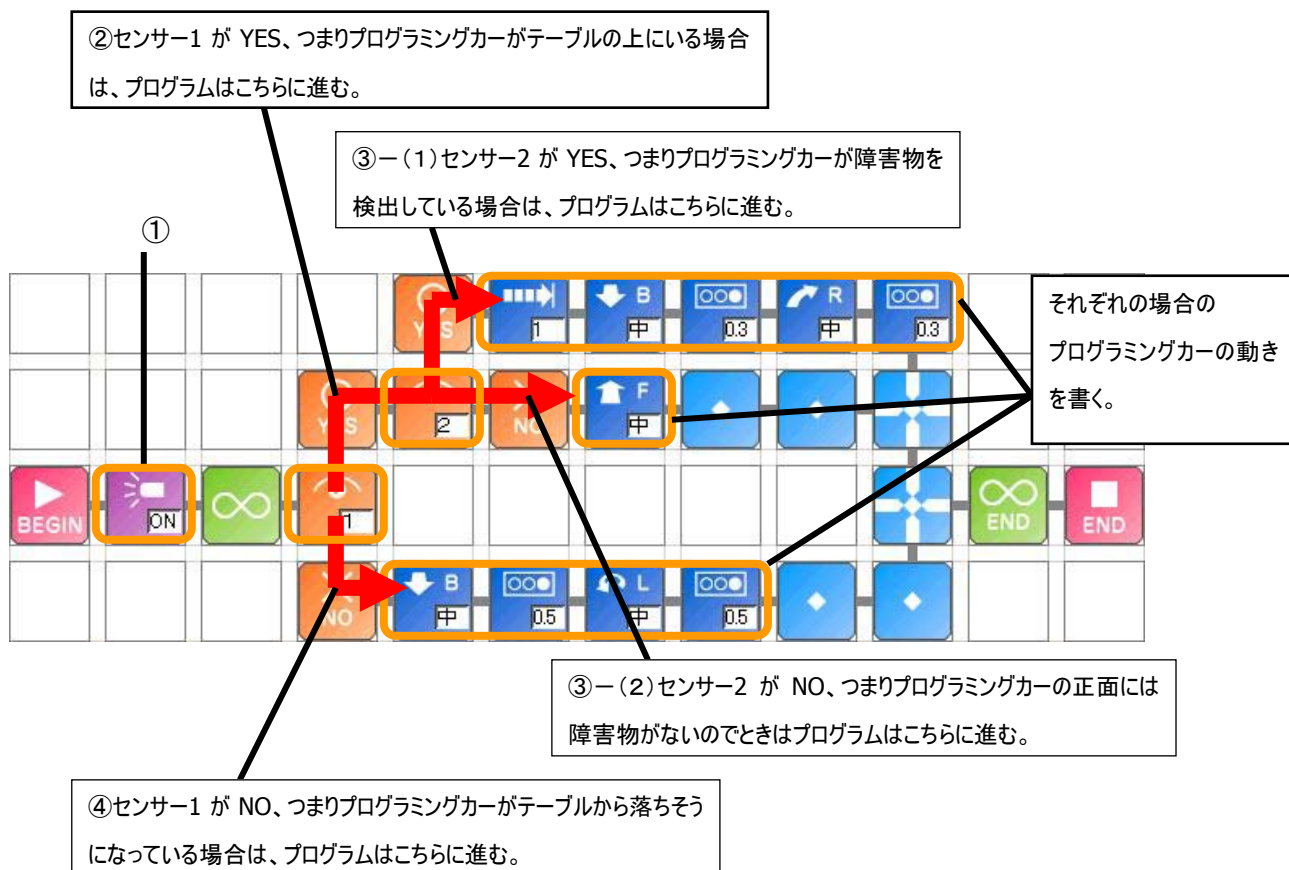 ②センサー1 が YES、つまりプログラミングカーがテーブルの上にいる場合
は、プログラムはこちらに進む。
③－(１)センサー2 が YES、つまりプログラミングカーが障害物を
検出している場合は、プログラムはこちらに進む。
①
それぞれの場合の
プログラミングカーの動き
を書く。
YES
1
B
中
0.3
R
中
0.3
YES
2
NO
F
中
BEGIN
ON
1
END
END
NO
B
中
0.5
L
中
0.5
③－(２)センサー2 が NO、つまりプログラミングカーの正面には
障害物がないのでときはプログラムはこちらに進む。
④センサー1 が NO、つまりプログラミングカーがテーブルから落ちそう
になっている場合は、プログラムはこちらに進む。